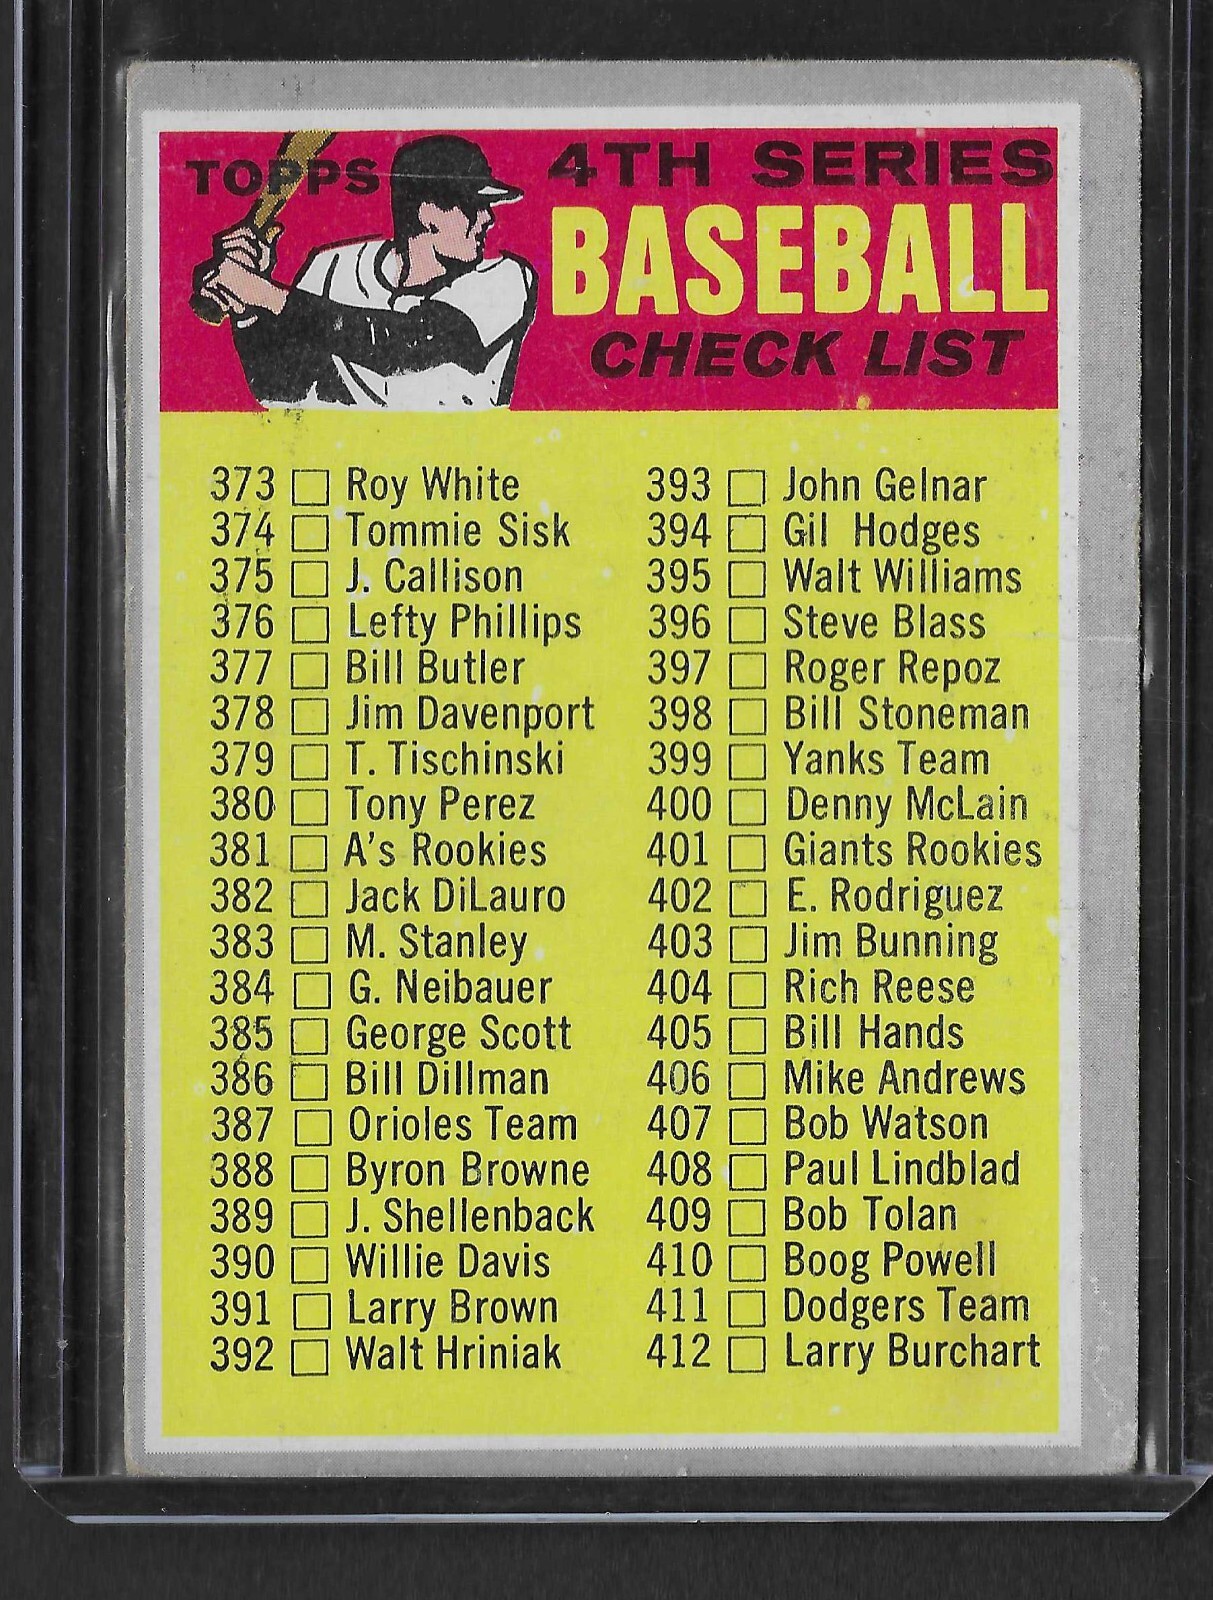 TOPPS
4TH SERIES
BASEBALL
CHECK LIST
373 Roy White
374 Tommie Sisk
375 J. Callison
376 Lefty Phillips
377 Bill Butler
378 Jim Davenport
379 T. Tischinski
380 Tony Perez
381 A's Rookies
382 Jack DiLauro
383 M. Stanley
384 G. Neibauer
385 George Scott
386 Bill Dillman
387 Orioles Team
388 Byron Browne
389 J. Shellenback
390 Willie Davis
391 Larry Brown
392 Walt Hriniak
393 John Gelnar
394 Gil Hodges
395 Walt Williams
396 Steve Blass
397 Roger Repoz
398 Bill Stoneman
399 Yanks Team
400 Denny McLain
401 Giants Rookies
402 E. Rodriguez
403 Jim Bunning
404 Rich Reese
405 Bill Hands
406 Mike Andrews
407 Bob Watson
408 Paul Lindblad
409 Bob Tolan
410 Boog Powell
411 Dodgers Team
412 Larry Burchart